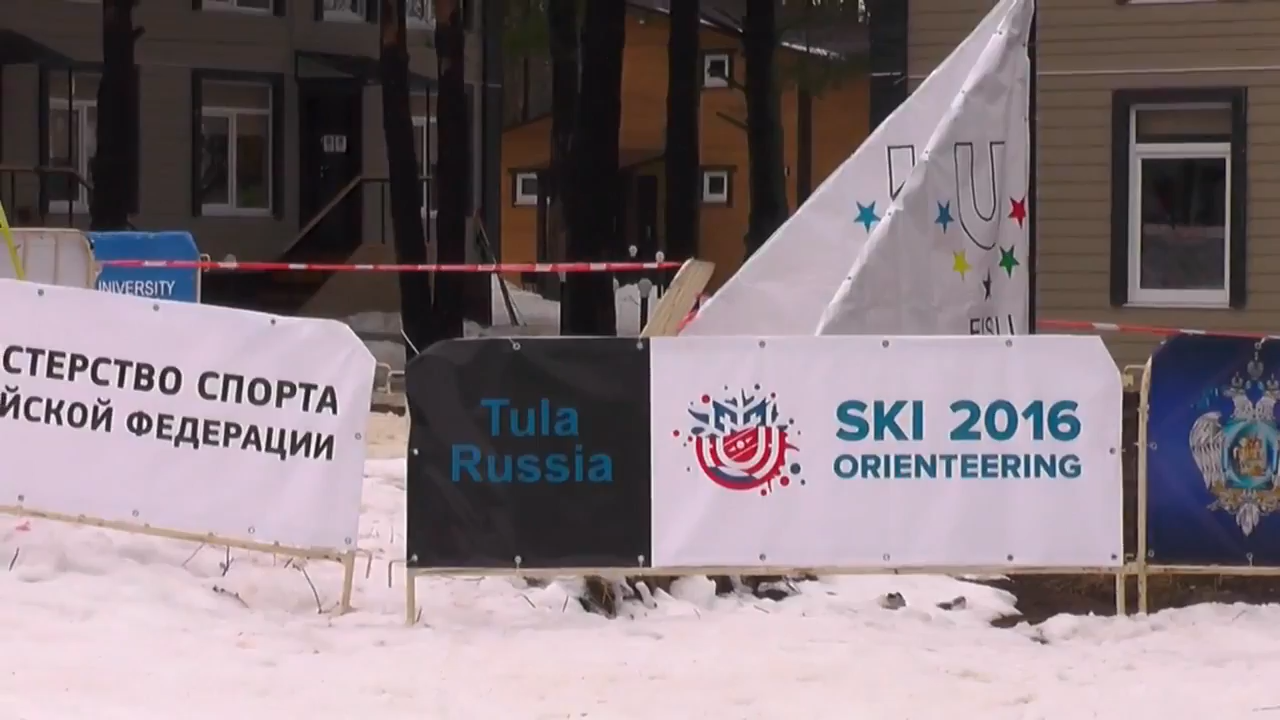 UNIVERSITY
U
FISU
СТЕРСТВО СПОРТА
ЙСКОЙ ФЕДЕРАЦИИ
Tula
Russia
SKI 2016
ORIENTEERING